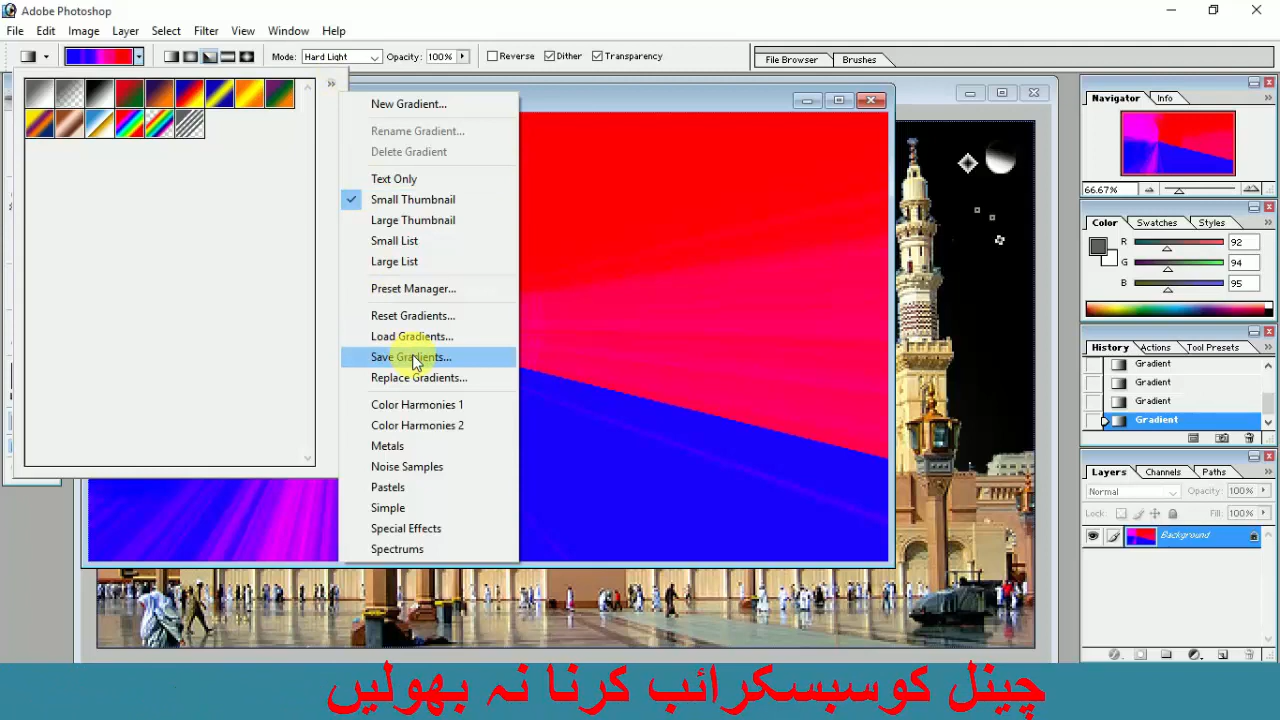 Adobe Photoshop
File Edit Image Layer Select Filter View Window Help
Mode: Hard Light Opacity: 100% Reverse Dither Transparency File Browser Brushes
New Gradient...
Rename Gradient...
Delete Gradient
Text Only
Small Thumbnail
Large Thumbnail
Small List
Large List
Preset Manager...
Reset Gradients...
Load Gradients...
Save Gradients...
Replace Gradients...
Color Harmonies 1
Color Harmonies 2
Metals
Noise Samples
Pastels
Simple
Special Effects
Spectrums
Navigator Info
66.67%
Color Swatches Styles
R 92
G 94
B 95
History Actions Tool Presets
Gradient
Gradient
Gradient
Gradient
Layers Channels Paths
Normal Opacity: 100%
Lock: Fill: 100%
Background
چینل کوسبسکرائب کرنا نہ بھولیں